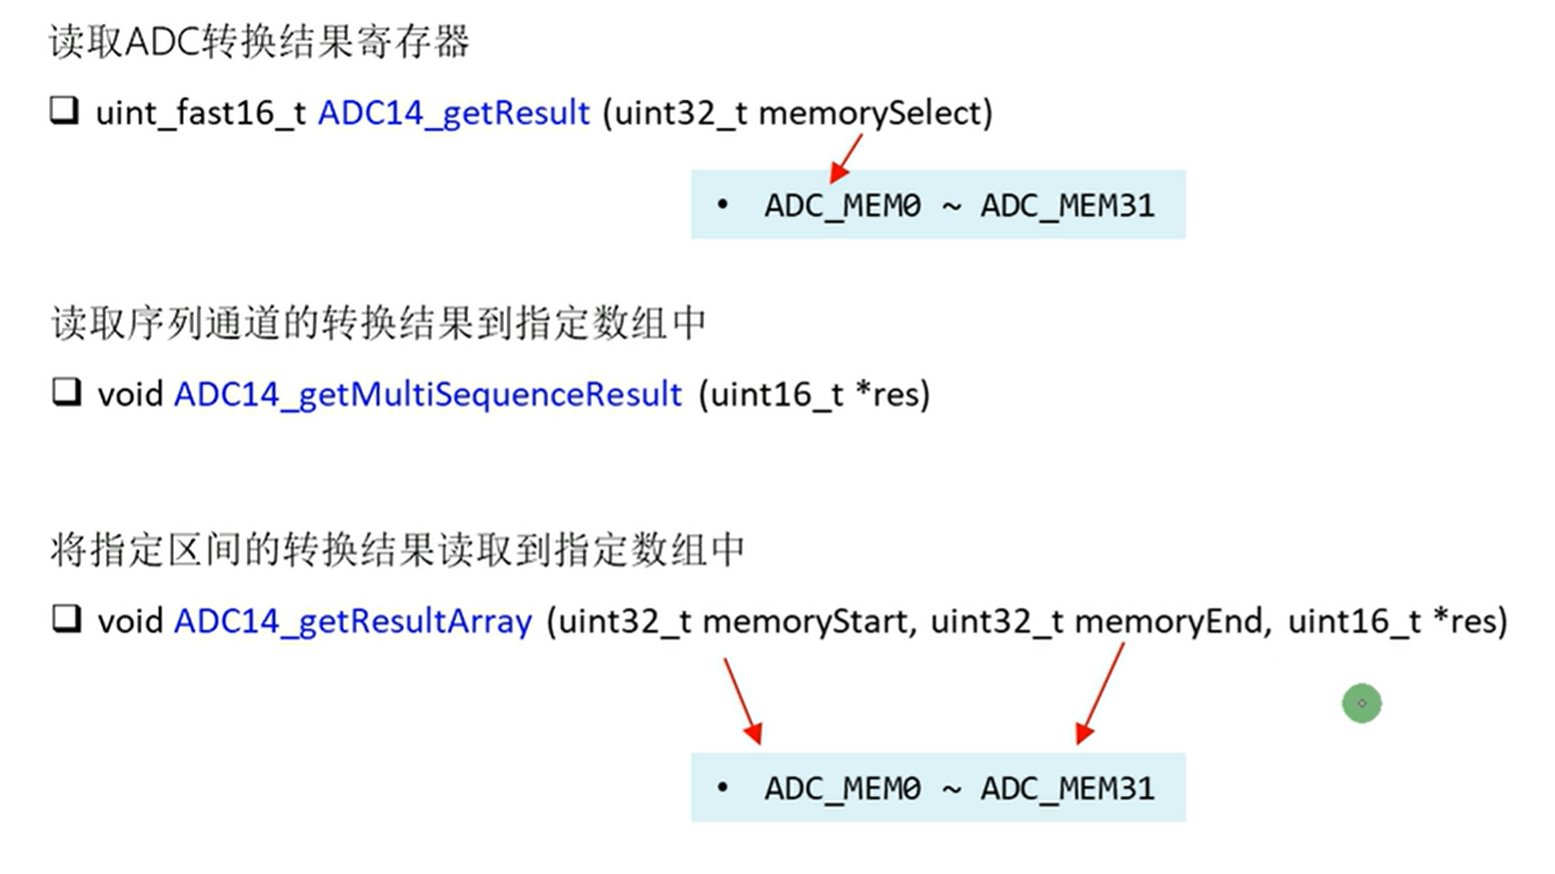 读取ADC转换结果寄存器
❑ uint_fast16_t ADC14_getResult (uint32_t memorySelect)
• ADC_MEM0 ~ ADC_MEM31
读取序列通道的转换结果到指定数组中
❑ void ADC14_getMultiSequenceResult (uint16_t *res)
将指定区间的转换结果读取到指定数组中
❑ void ADC14_getResultArray (uint32_t memoryStart, uint32_t memoryEnd, uint16_t *res)
• ADC_MEM0 ~ ADC_MEM31